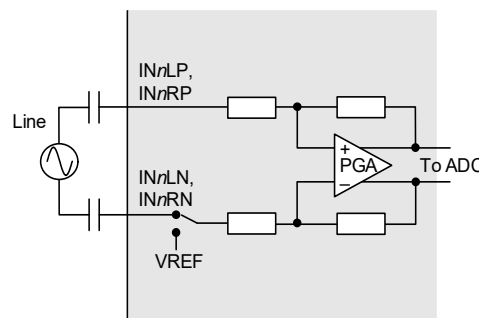 INnLP,
INnRP
Line
+
PGA
−
To ADC
INnLN,
INnRN
VREF